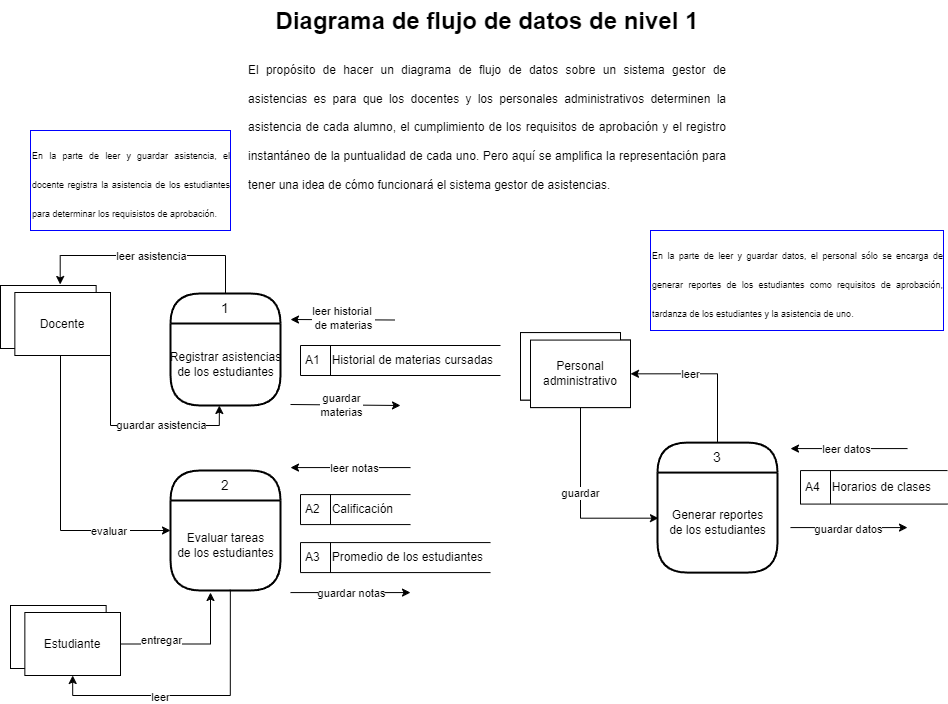 Diagrama de flujo de datos de nivel 1
El propósito de hacer un diagrama de flujo de datos sobre un sistema gestor de
asistencias es para que los docentes y los personales administrativos determinen la
asistencia de cada alumno, el cumplimiento de los requisitos de aprobación y el registro
instantáneo de la puntualidad de cada uno. Pero aquí se amplifica la representación para
tener una idea de cómo funcionará el sistema gestor de asistencias.
En la parte de leer y guardar asistencia, el
docente registra la asistencia de los estudiantes
para determinar los requisistos de aprobación.
En la parte de leer y guardar datos, el personal sólo se encarga de
generar reportes de los estudiantes como requisitos de aprobación,
tardanza de los estudiantes y la asistencia de uno.
leer asistencia
Docente
1
Registrar asistencias
de los estudiantes
leer historial
de materias
A1 Historial de materias cursadas
guardar
materias
guardar asistencia
Personal
administrativo
leer
guardar
3
Generar reportes
de los estudiantes
leer datos
A4 Horarios de clases
guardar datos
2
Evaluar tareas
de los estudiantes
leer notas
A2 Calificación
A3 Promedio de los estudiantes
guardar notas
evaluar
Estudiante
entregar
leer